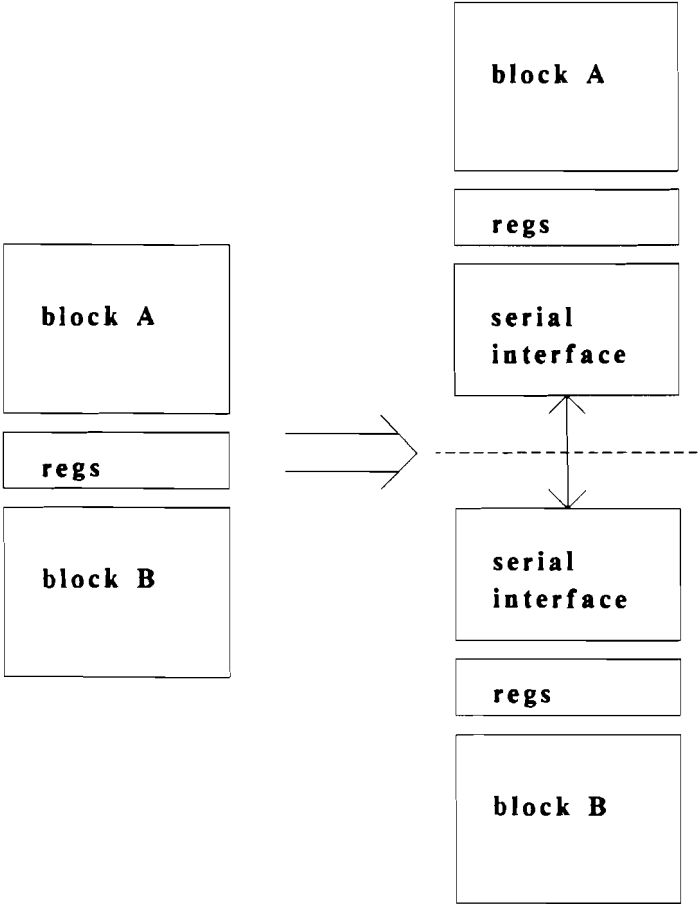 block A
regs
block B
block A
regs
serial
interface
serial
interface
regs
block B